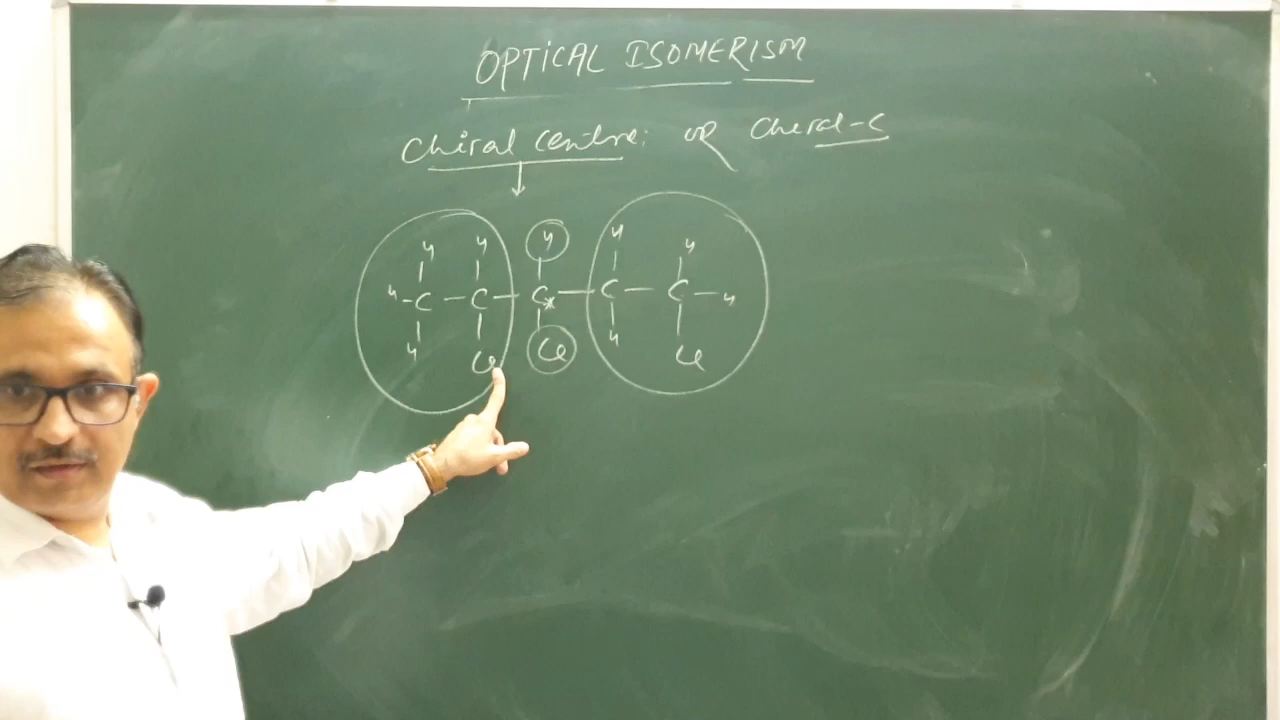 OPTICAL ISOMERISM
Chiral centre: OR Chiral-C
H H H H H
H-C-C-C*-C-C-H
H Cl Cl H Cl